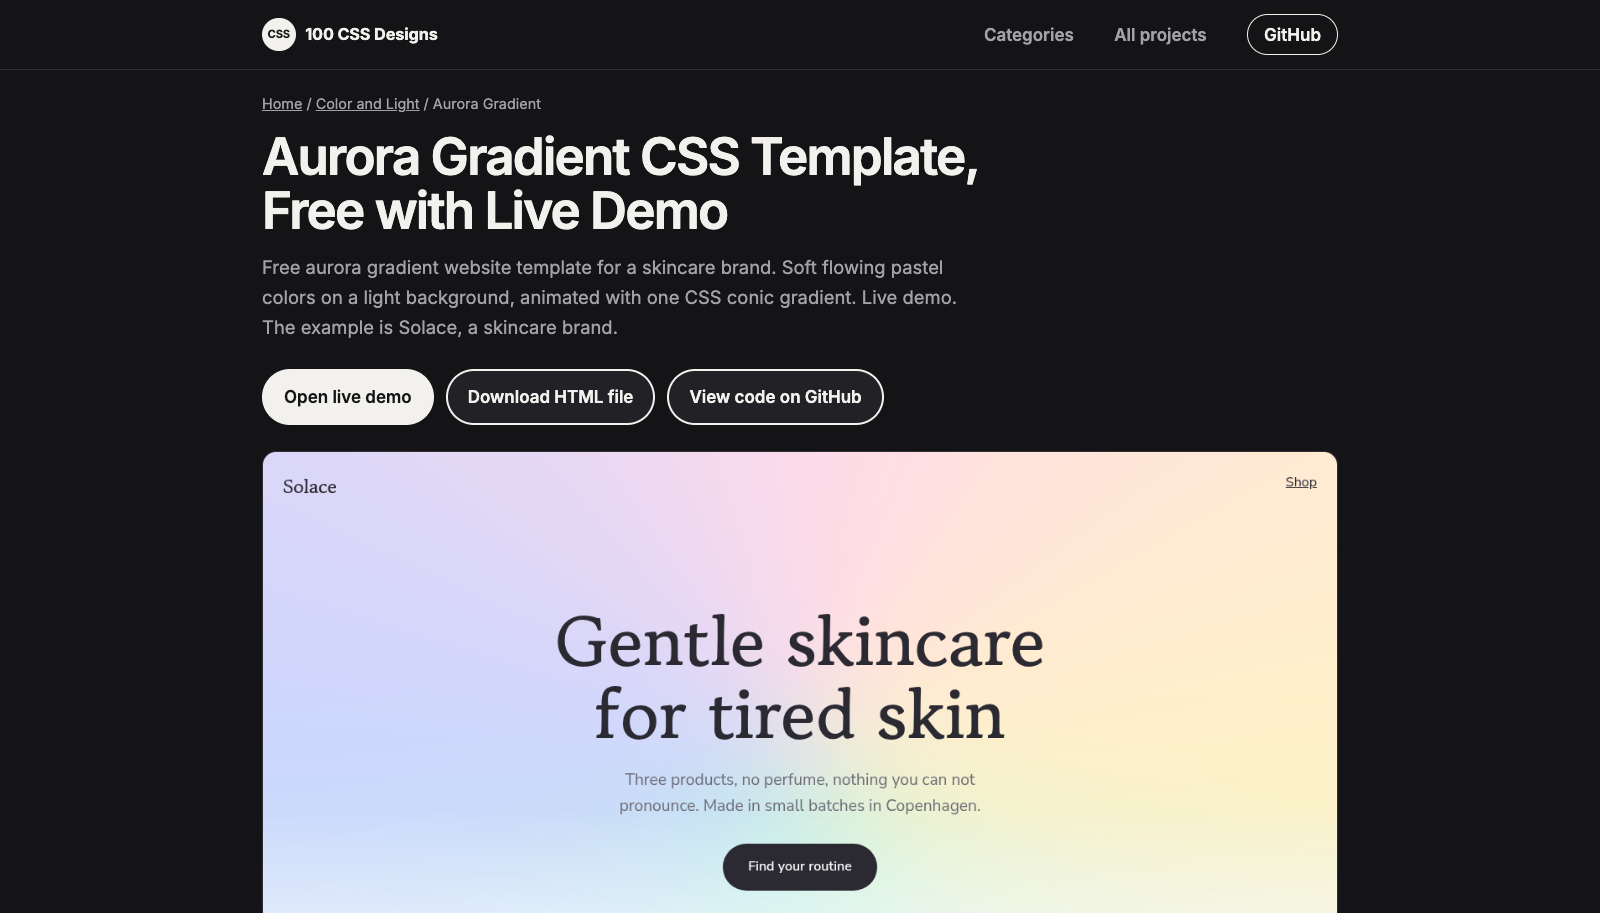 CSS 100 CSS Designs
Categories
All projects
GitHub
Home / Color and Light / Aurora Gradient
Aurora Gradient CSS Template,
Free with Live Demo
Free aurora gradient website template for a skincare brand. Soft flowing pastel
colors on a light background, animated with one CSS conic gradient. Live demo.
The example is Solace, a skincare brand.
Open live demo
Download HTML file
View code on GitHub
Solace
Shop
Gentle skincare
for tired skin
Three products, no perfume, nothing you can not
pronounce. Made in small batches in Copenhagen.
Find your routine